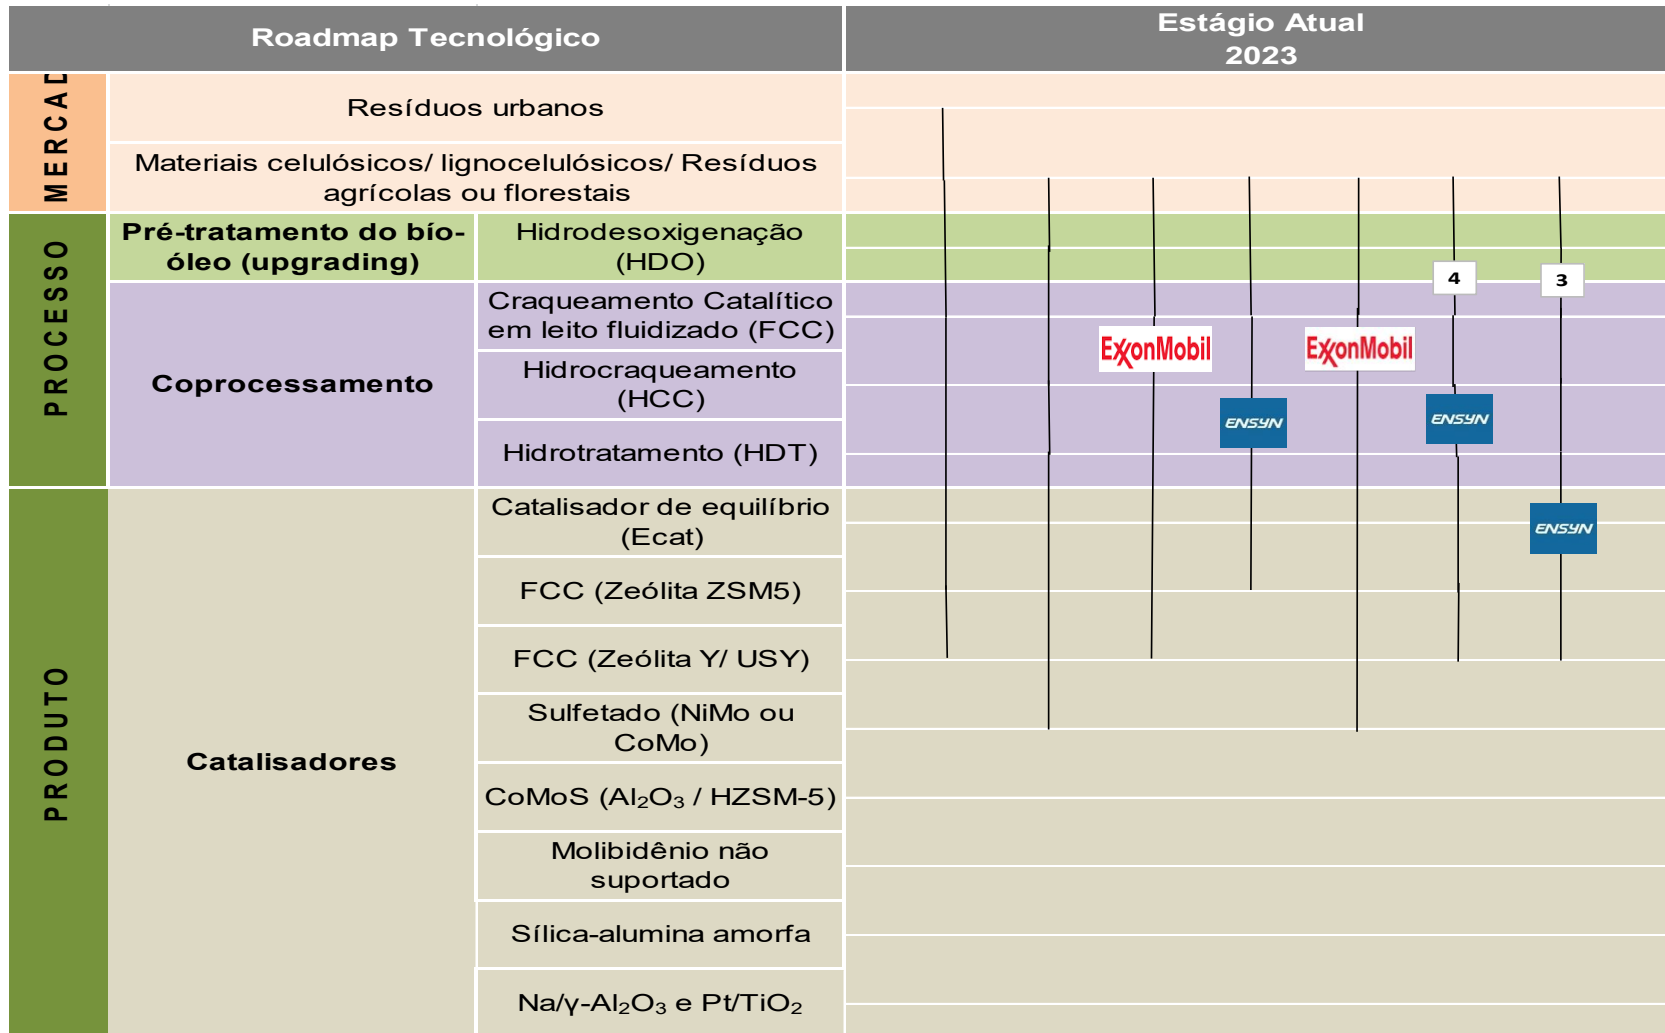 Roadmap Tecnológico
Estágio Atual
2023
MERCAD
Resíduos urbanos
Materiais celulósicos/ lignocelulósicos/ Resíduos
agrícolas ou florestais
PROCESSO
Pré-tratamento do bío-
óleo (upgrading)
Hidrodesoxigenação
(HDO)
4
3
Coprocessamento
Craqueamento Catalítico
em leito fluidizado (FCC)
ExxonMobil
ExxonMobil
Hidrocraqueamento
(HCC)
ENSYN
ENSYN
Hidrotratamento (HDT)
PRODUTO
Catalisadores
Catalisador de equilíbrio
(Ecat)
ENSYN
FCC (Zeólita ZSM5)
FCC (Zeólita Y/ USY)
Sulfetado (NiMo ou
CoMo)
CoMoS (Al₂O₃ / HZSM-5)
Molibidênio não
suportado
Sílica-alumina amorfa
Na/γ-Al₂O₃ e Pt/TiO₂